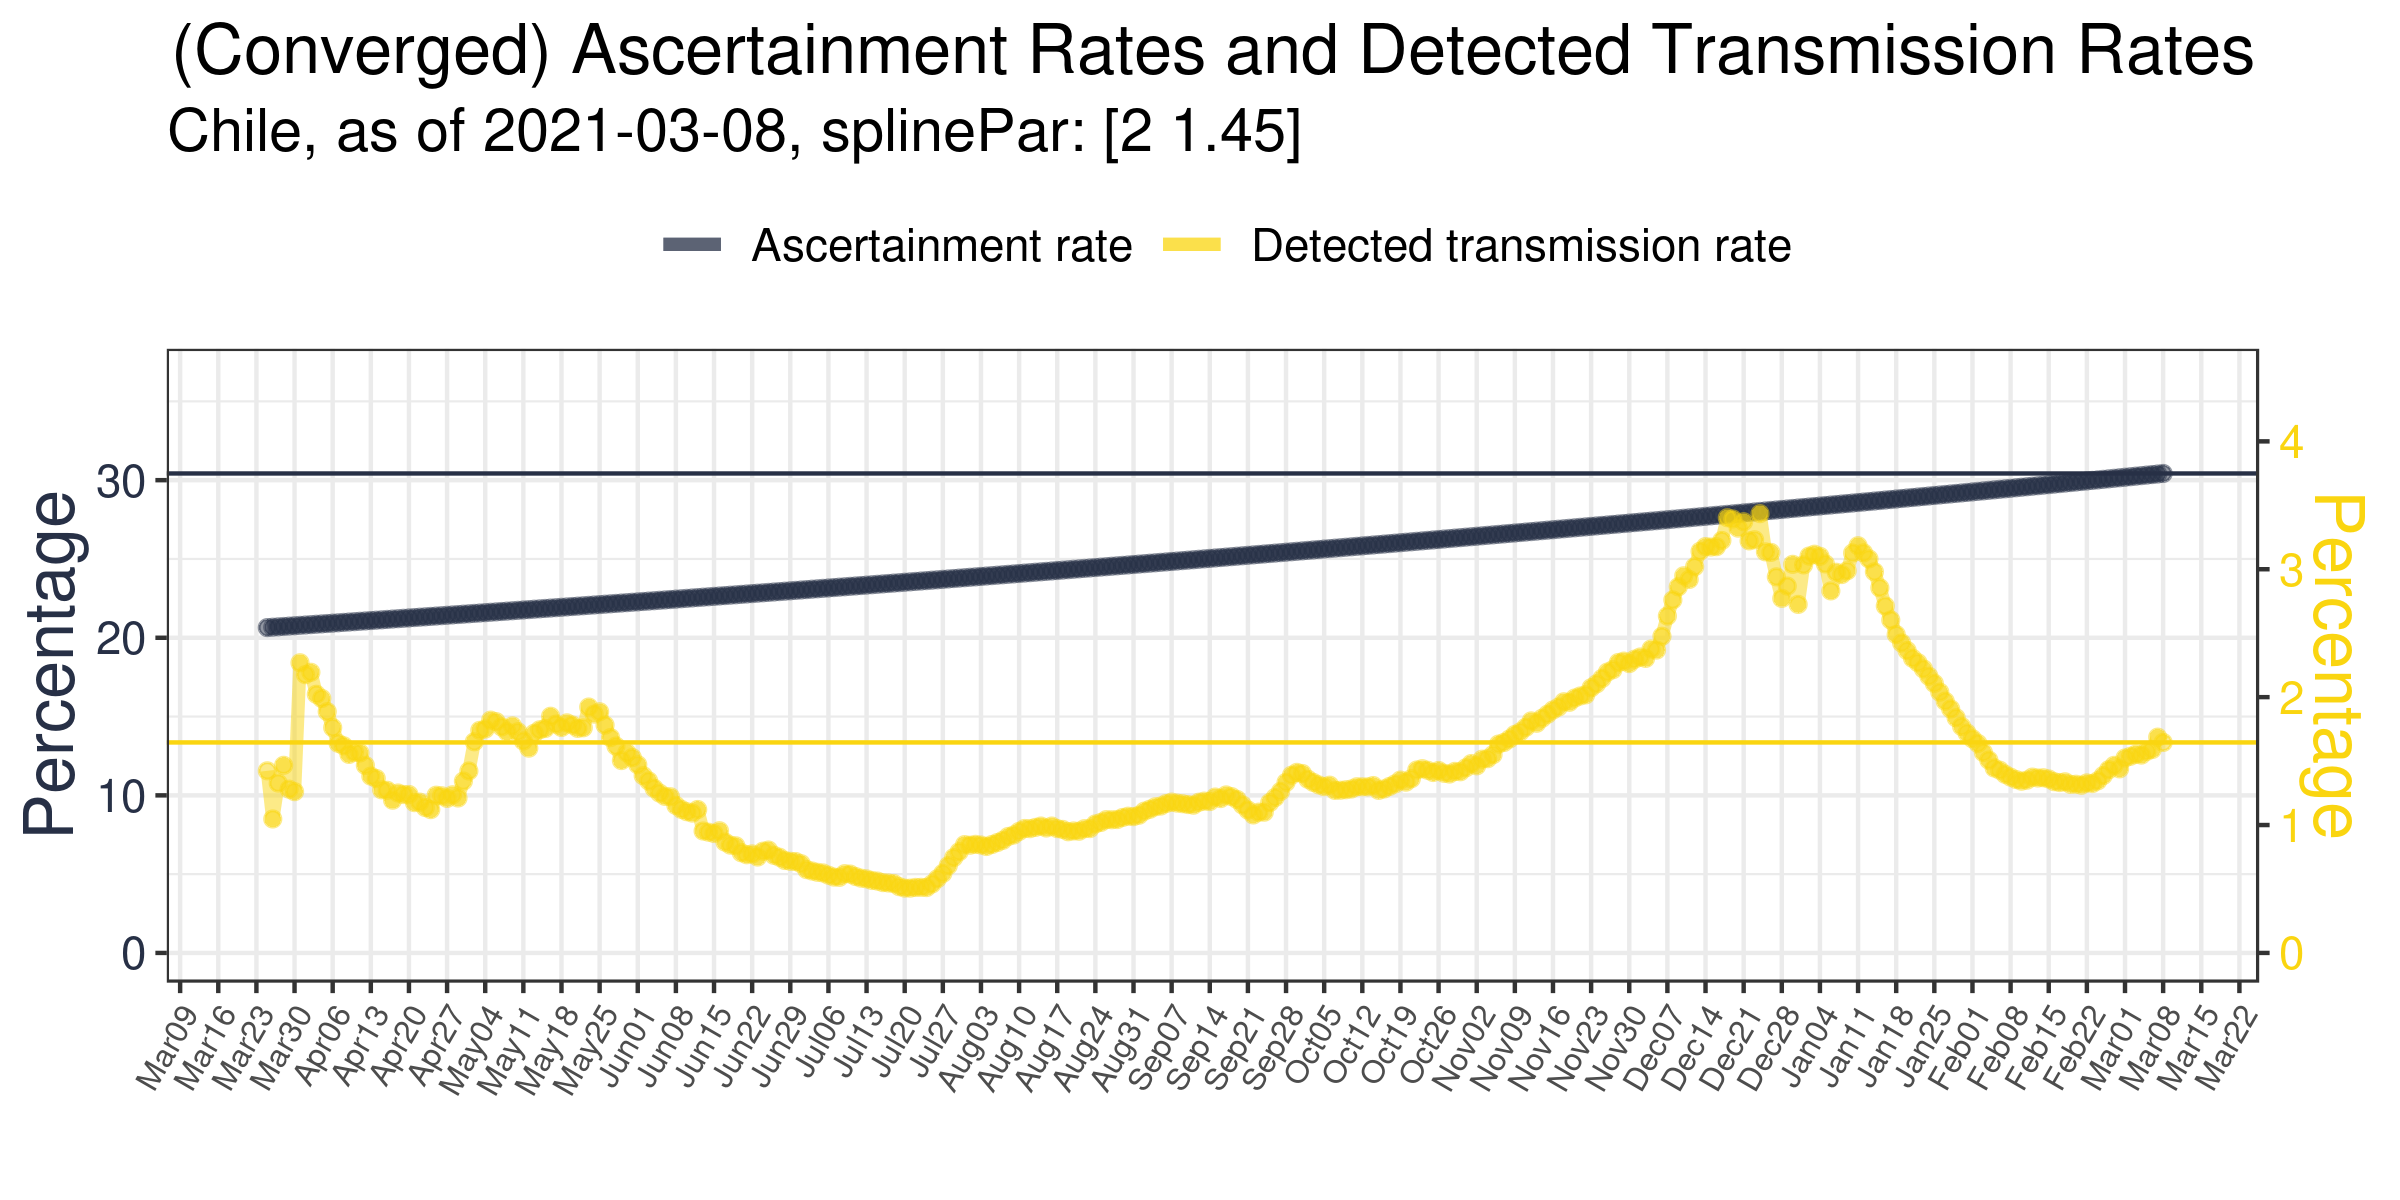 (Converged) Ascertainment Rates and Detected Transmission Rates
Chile, as of 2021-03-08, splinePar: [2 1.45]
Ascertainment rate
Detected transmission rate
Percentage
30
20
10
0
4
3
2
1
0
Percentage
Mar09
Mar16
Mar23
Mar30
Apr06
Apr13
Apr20
Apr27
May04
May11
May18
May25
Jun01
Jun08
Jun15
Jun22
Jun29
Jul06
Jul13
Jul20
Jul27
Aug03
Aug10
Aug17
Aug24
Aug31
Sep07
Sep14
Sep21
Sep28
Oct05
Oct12
Oct19
Oct26
Nov02
Nov09
Nov16
Nov23
Nov30
Dec07
Dec14
Dec21
Dec28
Jan04
Jan11
Jan18
Jan25
Feb01
Feb08
Feb15
Feb22
Mar01
Mar08
Mar15
Mar22